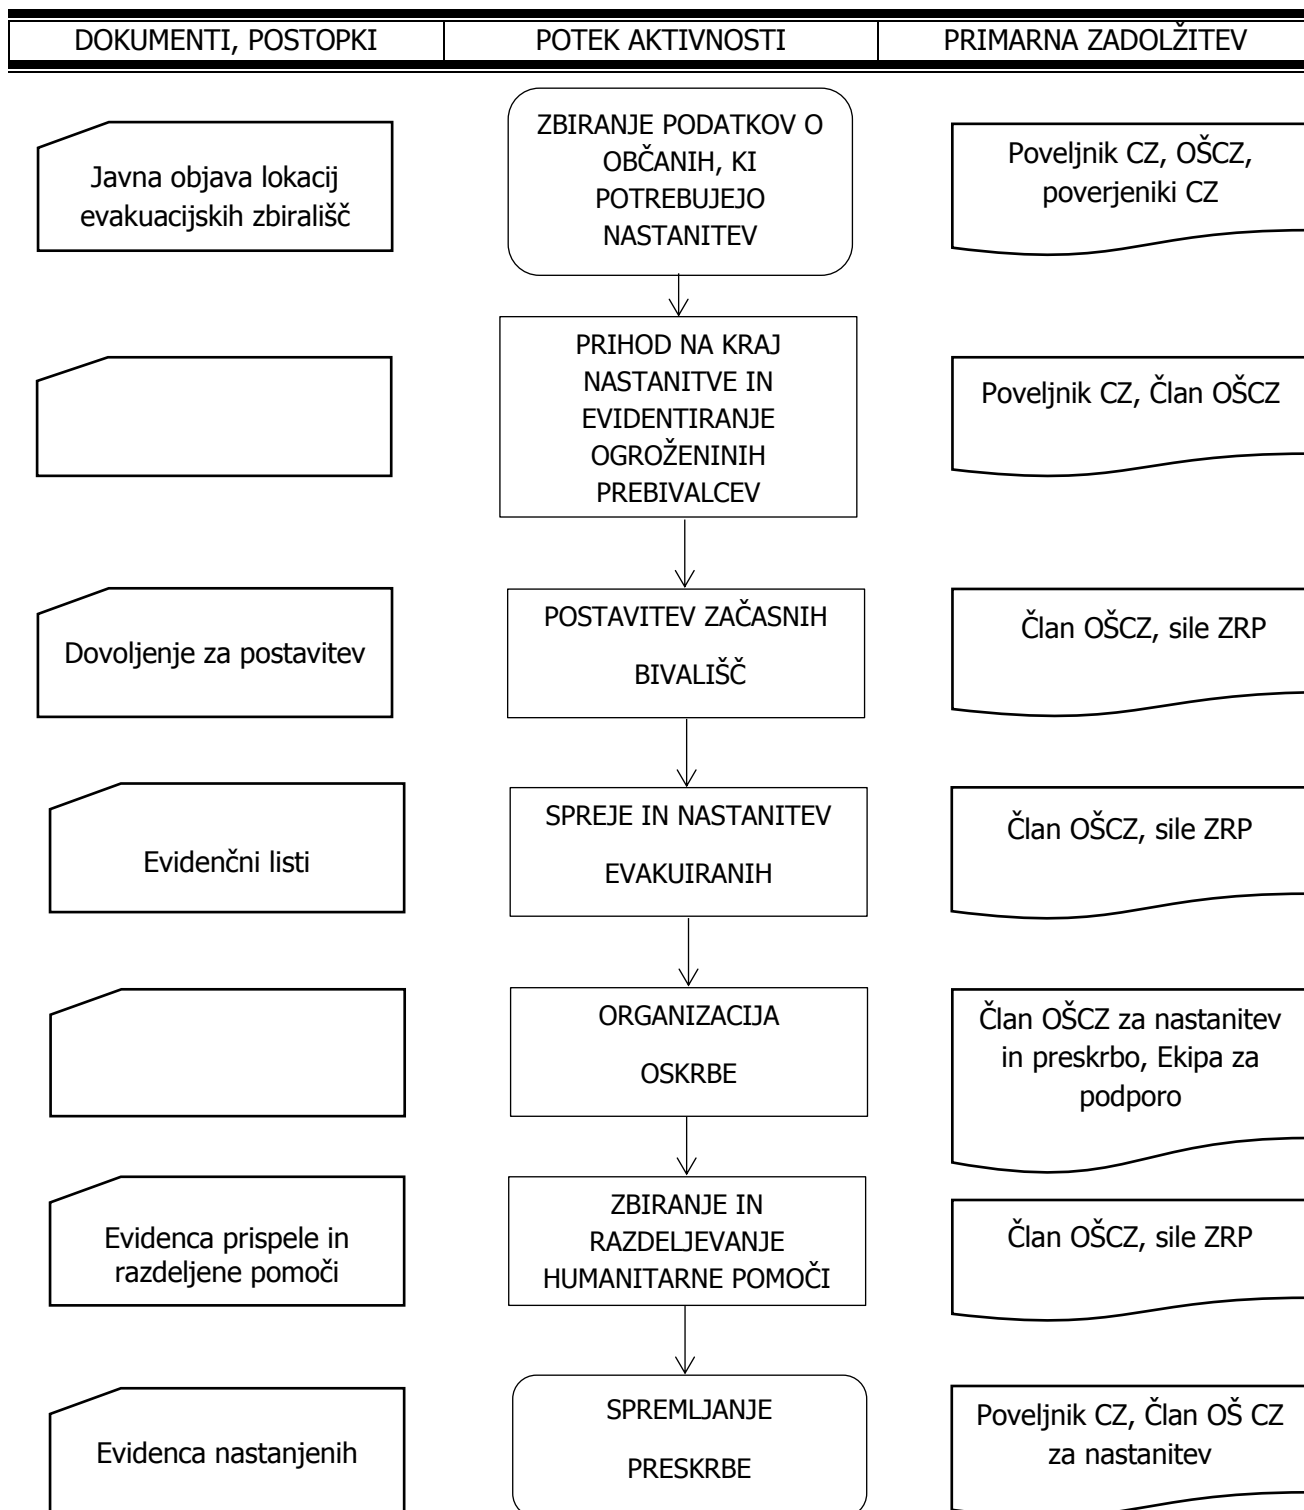 DOKUMENTI, POSTOPKI
POTEK AKTIVNOSTI
PRIMARNA ZADOLŽITEV
Javna objava lokacij
evakuacijskih zbirališč
ZBIRANJE PODATKOV O
OBČANIH, KI
POTREBUJEJO
NASTANITEV
Poveljnik CZ, OŠCZ,
poverjeniki CZ
PRIHOD NA KRAJ
NASTANITVE IN
EVIDENTIRANJE
OGROŽENINIH
PREBIVALCEV
Poveljnik CZ, Član OŠCZ
Dovoljenje za postavitev
POSTAVITEV ZAČASNIH
BIVALIŠČ
Član OŠCZ, sile ZRP
Evidenčni listi
SPREJE IN NASTANITEV
EVAKUIRANIH
Član OŠCZ, sile ZRP
ORGANIZACIJA
OSKRBE
Član OŠCZ za nastanitev
in preskrbo, Ekipa za
podporo
Evidenca prispele in
razdeljene pomoči
ZBIRANJE IN
RAZDELJEVANJE
HUMANITARNE POMOČI
Član OŠCZ, sile ZRP
Evidenca nastanjenih
SPREMLJANJE
PRESKRBE
Poveljnik CZ, Član OŠ CZ
za nastanitev